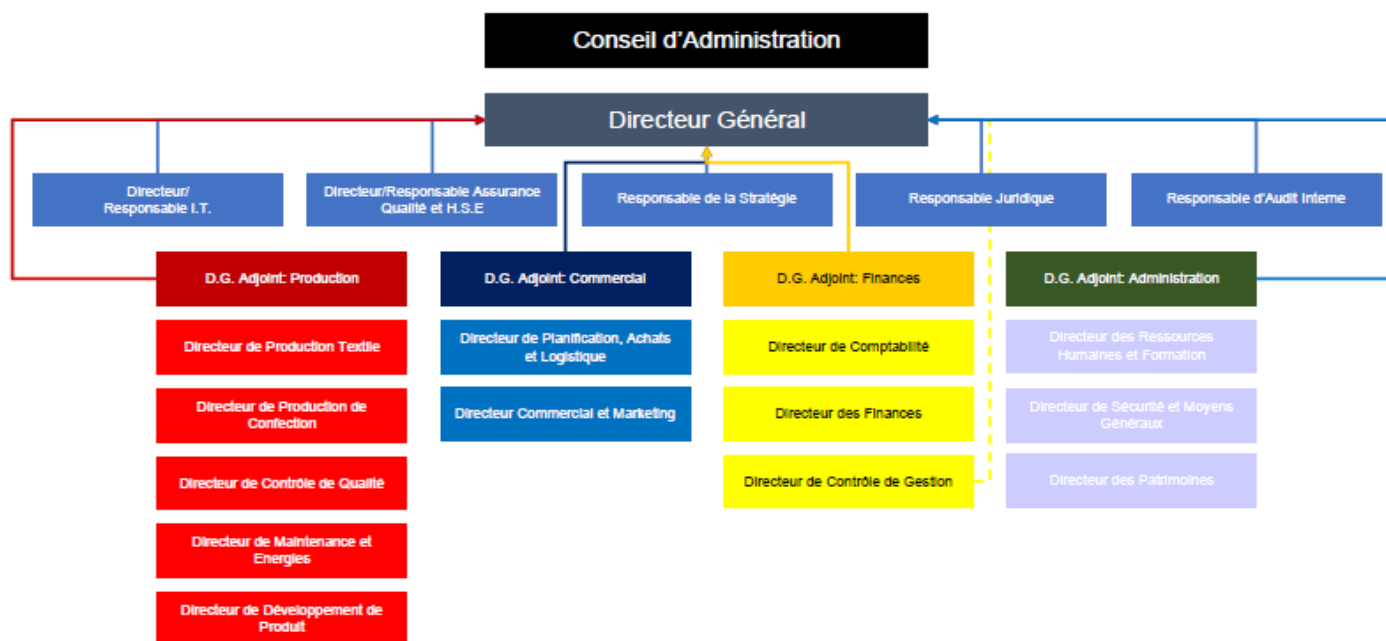 Conseil d'Administration
Directeur Général
Directeur/
Responsable I.T.
Directeur/Responsable Assurance
Qualité et H.S.E
Responsable de la Stratégie
Responsable Juridique
Responsable d'Audit Interne
D.G. Adjoint: Production
D.G. Adjoint: Commercial
D.G. Adjoint: Finances
D.G. Adjoint: Administration
Directeur de Production Textile
Directeur de Planification, Achats
et Logistique
Directeur de Comptabilité
Directeur des Ressources
Humaines et Formation
Directeur de Production de
Confection
Directeur Commercial et Marketing
Directeur des Finances
Directeur de Sécurité et Moyens
Généraux
Directeur de Contrôle de Qualité
Directeur de Contrôle de Gestion
Directeur des Patrimoines
Directeur de Maintenance et
Energies
Directeur de Développement de
Produit